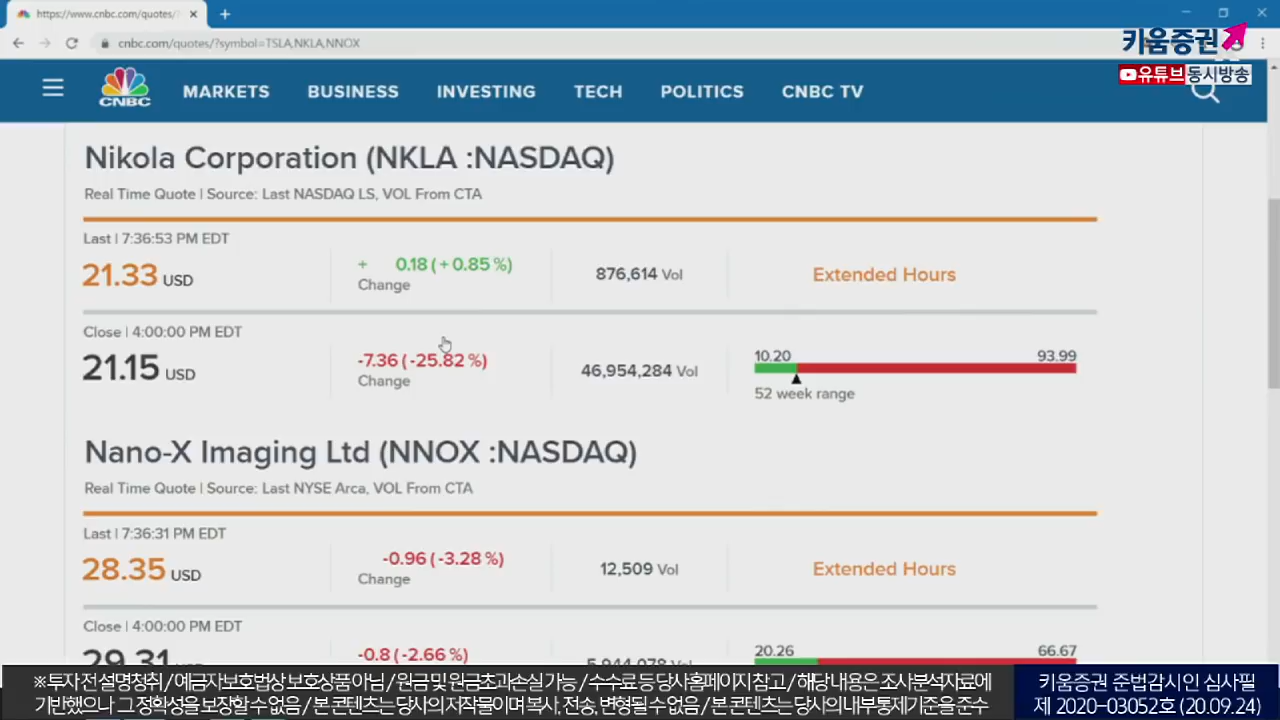 https://www.cnbc.com/quotes/?
cnbc.com/quotes/?symbol=TSLA,NKLA,NNOX
키움증권
유튜브 동시방송
CNBC
MARKETS BUSINESS INVESTING TECH POLITICS CNBC TV
Nikola Corporation (NKLA :NASDAQ)
Real Time Quote | Source: Last NASDAQ LS, VOL From CTA
Last | 7:36:53 PM EDT
21.33 USD
+ 0.18 ( + 0.85 %)
Change
876,614 Vol
Extended Hours
Close | 4:00:00 PM EDT
21.15 USD
-7.36 ( -25.82 %)
Change
46,954,284 Vol
10.20 93.99
52 week range
Nano-X Imaging Ltd (NNOX :NASDAQ)
Real Time Quote | Source: Last NYSE Arca, VOL From CTA
Last | 7:36:31 PM EDT
28.35 USD
-0.96 ( -3.28 %)
Change
12,509 Vol
Extended Hours
Close | 4:00:00 PM EDT
29.31
-0.8 ( -2.66 %)
5,944,078 Vol
20.26 66.67
※투자 전 설명청취 / 예금자보호법상 보호상품 아님 / 원금 및 원금초과손실 가능 / 수수료 등 당사홈페이지 참고 / 해당 내용은 조사분석자료에
기반했으나 그 정확성을 보장할 수 없음 / 본 콘텐츠는 당사의 저작물이며 복사, 전송, 변형될 수 없음 / 본 콘텐츠는 당사의 내부통제기준을 준수
키움증권 준법감시인 심사필
제 2020-03052호 (20.09.24)